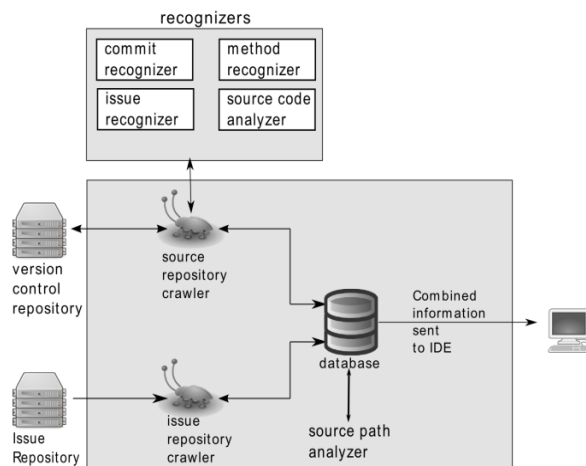 recognizers
commit
recognizer
method
recognizer
issue
recognizer
source code
analyzer
version
control
repository
source
repository
crawler
Combined
information
sent
to IDE
database
Issue
Repository
issue
repository
crawler
source path
analyzer